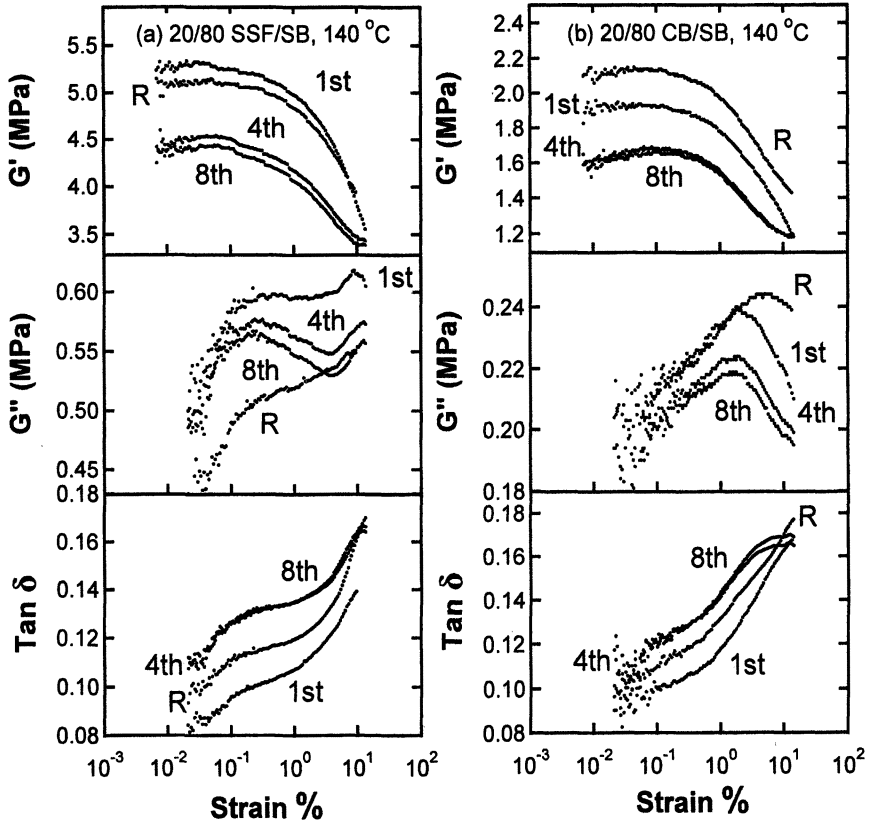 (a) 20/80 SSF/SB, 140 °C
G' (MPa)
5.5
5.0
4.5
4.0
3.5
1st
R
4th
8th
G" (MPa)
0.60
0.55
0.50
0.45
1st
4th
8th
R
Tan δ
0.18
0.16
0.14
0.12
0.10
0.08
8th
4th
R
1st
10⁻³ 10⁻² 10⁻¹ 10⁰ 10¹ 10²
Strain %
(b) 20/80 CB/SB, 140 °C
G' (MPa)
2.4
2.2
2.0
1.8
1.6
1.4
1.2
1st
R
4th
8th
G" (MPa)
0.24
0.22
0.20
0.18
R
1st
8th
4th
Tan δ
0.18
0.16
0.14
0.12
0.10
0.08
R
8th
4th
1st
10⁻³ 10⁻² 10⁻¹ 10⁰ 10¹ 10²
Strain %